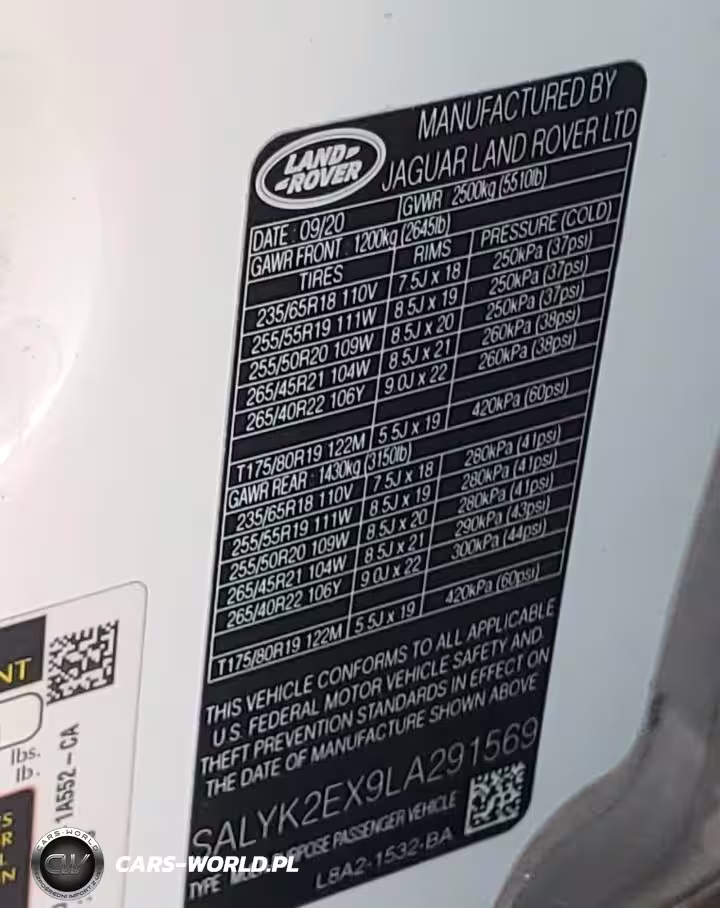 MANUFACTURED BY
JAGUAR LAND ROVER LTD
LAND
ROVER
DATE : 09/20 GVWR 2500kg (5510lb)
GAWR FRONT : 1200kg (2645lb)
TIRES RIMS PRESSURE (COLD)
235/65R18 110V 7.5J x 18 250kPa (37psi)
255/55R19 111W 8.5J x 19 250kPa (37psi)
255/50R20 109W 8.5J x 20 250kPa (37psi)
265/45R21 104W 8.5J x 21 260kPa (38psi)
265/40R22 106Y 9.0J x 22 260kPa (38psi)
T175/80R19 122M 5.5J x 19 420kPa (60psi)
GAWR REAR : 1430kg (3150lb)
235/65R18 110V 7.5J x 18 280kPa (41psi)
255/55R19 111W 8.5J x 19 280kPa (41psi)
255/50R20 109W 8.5J x 20 280kPa (41psi)
265/45R21 104W 8.5J x 21 290kPa (43psi)
265/40R22 106Y 9.0J x 22 300kPa (44psi)
T175/80R19 122M 5.5J x 19 420kPa (60psi)
THIS VEHICLE CONFORMS TO ALL APPLICABLE
U.S. FEDERAL MOTOR VEHICLE SAFETY AND
THEFT PREVENTION STANDARDS IN EFFECT ON
THE DATE OF MANUFACTURE SHOWN ABOVE
SALYK2EX9LA291569
TYPE PASSENGER VEHICLE
L8A2-1532-BA
NT
lbs.
lb.
1A552-CA
CARS-WORLD
CW
CARS-WORLD.PL